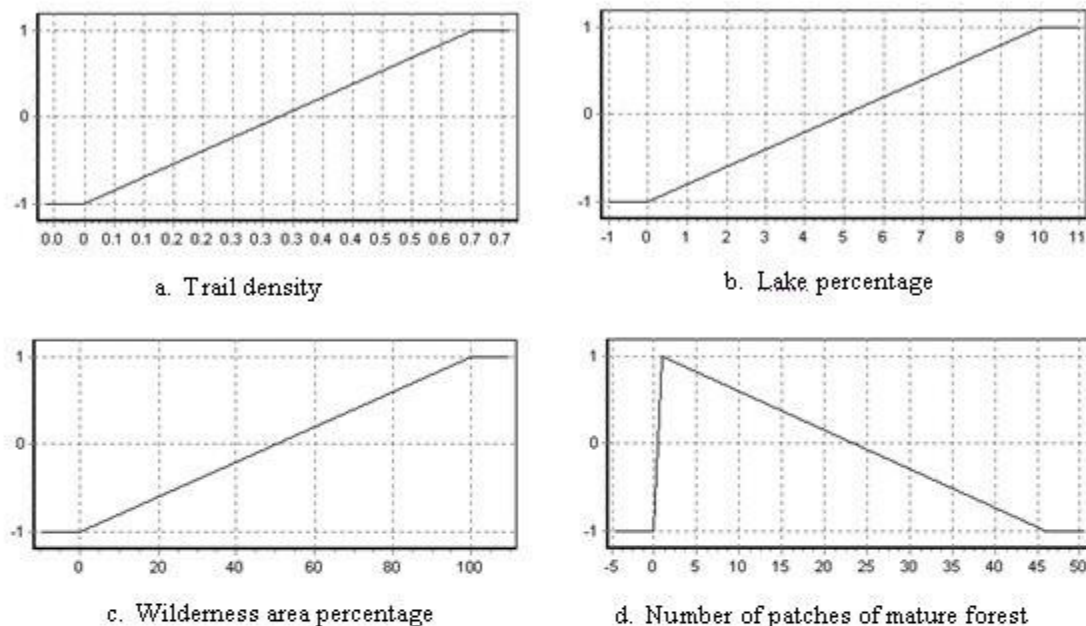 1
0
-1
0.0 0 0.1 0.1 0.2 0.2 0.3 0.3 0.4 0.4 0.5 0.5 0.6 0.7 0.7
a. Trail density
1
0
-1
-1 0 1 2 3 4 5 6 7 8 9 10 11
b. Lake percentage
1
0
-1
0 20 40 60 80 100
c. Wilderness area percentage
1
0
-1
-5 0 5 10 15 20 25 30 35 40 45 50
d. Number of patches of mature forest